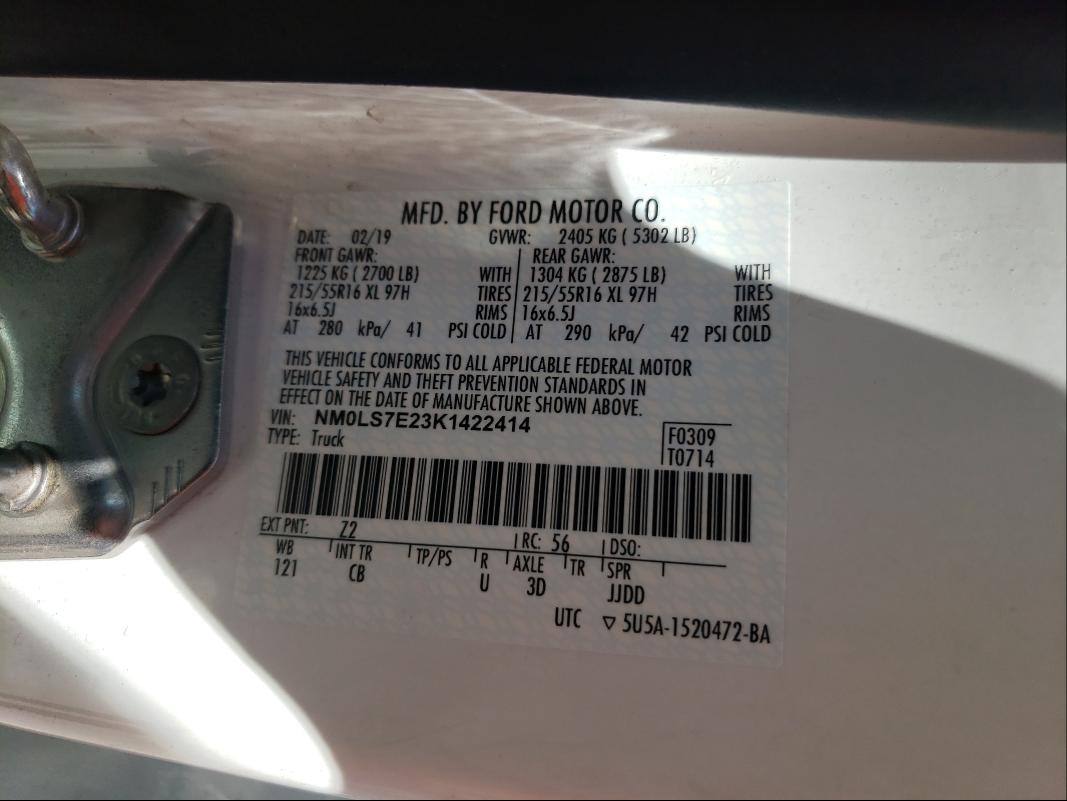 MFD. BY FORD MOTOR CO.
DATE: 02/19 GVWR: 2405 KG ( 5302 LB)
FRONT GAWR: REAR GAWR:
1225 KG ( 2700 LB) WITH 1304 KG ( 2875 LB) WITH
215/55R16 XL 97H TIRES 215/55R16 XL 97H TIRES
16x6.5J RIMS 16x6.5J RIMS
AT 280 kPa/ 41 PSI COLD AT 290 kPa/ 42 PSI COLD
THIS VEHICLE CONFORMS TO ALL APPLICABLE FEDERAL MOTOR
VEHICLE SAFETY AND THEFT PREVENTION STANDARDS IN
EFFECT ON THE DATE OF MANUFACTURE SHOWN ABOVE.
VIN: NM0LS7E23K1422414
TYPE: Truck
F0309
T0714
EXT PNT: Z2 RC: 56 DSO:
WB INT TR TP/PS R AXLE TR SPR
121 CB U 3D JJDD
UTC ▽ 5U5A-1520472-BA